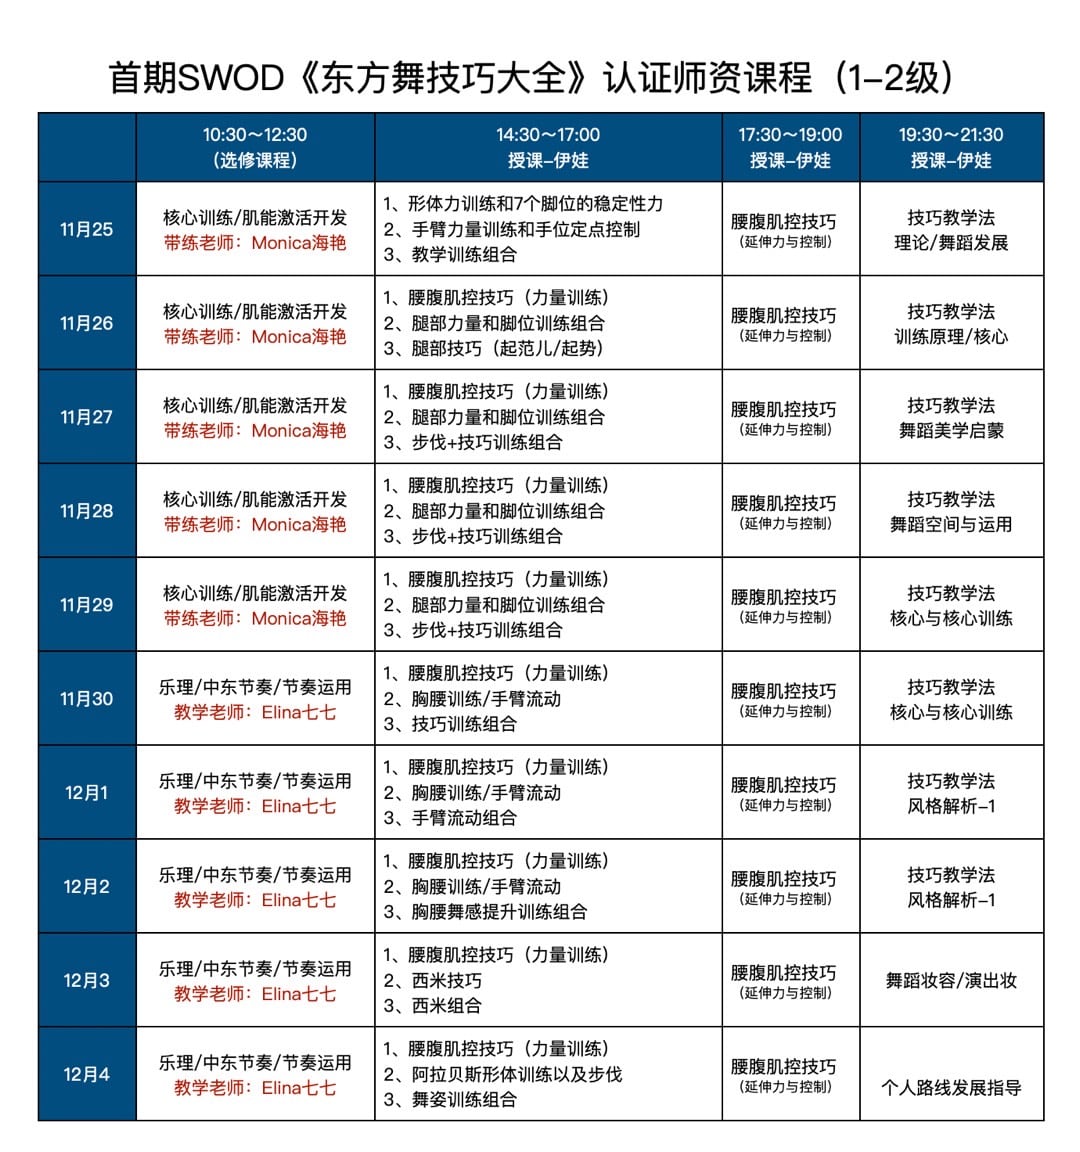 首期SWOD《东方舞技巧大全》认证师资课程（1–2级）
10:30～12:30
（选修课程）
14:30～17:00
授课–伊娃
17:30～19:00
授课–伊娃
19:30～21:30
授课–伊娃
11月25
核心训练/肌能激活开发
带练老师：Monica海艳
1、形体力训练和7个脚位的稳定性力
2、手臂力量训练和手位定点控制
3、教学训练组合
腰腹肌控技巧
（延伸力与控制）
技巧教学法
理论/舞蹈发展
11月26
核心训练/肌能激活开发
带练老师：Monica海艳
1、腰腹肌控技巧（力量训练）
2、腿部力量和脚位训练组合
3、腿部技巧（起范儿/起势）
腰腹肌控技巧
（延伸力与控制）
技巧教学法
训练原理/核心
11月27
核心训练/肌能激活开发
带练老师：Monica海艳
1、腰腹肌控技巧（力量训练）
2、腿部力量和脚位训练组合
3、步伐+技巧训练组合
腰腹肌控技巧
（延伸力与控制）
技巧教学法
舞蹈美学启蒙
11月28
核心训练/肌能激活开发
带练老师：Monica海艳
1、腰腹肌控技巧（力量训练）
2、腿部力量和脚位训练组合
3、步伐+技巧训练组合
腰腹肌控技巧
（延伸力与控制）
技巧教学法
舞蹈空间与运用
11月29
核心训练/肌能激活开发
带练老师：Monica海艳
1、腰腹肌控技巧（力量训练）
2、腿部力量和脚位训练组合
3、步伐+技巧训练组合
腰腹肌控技巧
（延伸力与控制）
技巧教学法
核心与核心训练
11月30
乐理/中东节奏/节奏运用
教学老师：Elina七七
1、腰腹肌控技巧（力量训练）
2、胸腰训练/手臂流动
3、技巧训练组合
腰腹肌控技巧
（延伸力与控制）
技巧教学法
核心与核心训练
12月1
乐理/中东节奏/节奏运用
教学老师：Elina七七
1、腰腹肌控技巧（力量训练）
2、胸腰训练/手臂流动
3、手臂流动组合
腰腹肌控技巧
（延伸力与控制）
技巧教学法
风格解析–1
12月2
乐理/中东节奏/节奏运用
教学老师：Elina七七
1、腰腹肌控技巧（力量训练）
2、胸腰训练/手臂流动
3、胸腰舞感提升训练组合
腰腹肌控技巧
（延伸力与控制）
技巧教学法
风格解析–1
12月3
乐理/中东节奏/节奏运用
教学老师：Elina七七
1、腰腹肌控技巧（力量训练）
2、西米技巧
3、西米组合
腰腹肌控技巧
（延伸力与控制）
舞蹈妆容/演出妆
12月4
乐理/中东节奏/节奏运用
教学老师：Elina七七
1、腰腹肌控技巧（力量训练）
2、阿拉贝斯形体训练以及步伐
3、舞姿训练组合
腰腹肌控技巧
（延伸力与控制）
个人路线发展指导